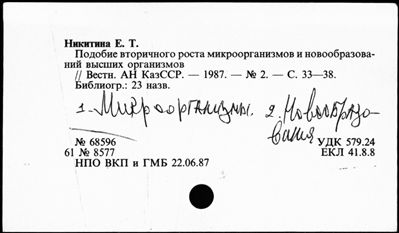 Никитина Е. Т.
Подобие вторичного роста микроорганизмов и новообразова-
ний высших организмов
// Вестн. АН КазССР. — 1987. — № 2. — С. 33—38.
Библиогр.: 23 назв.
1. Микроорганизмы. 2. Новообразо-
вания
№ 68596 УДК 579.24
61 № 8577 ЕКЛ 41.8.8
НПО ВКП и ГМБ 22.06.87